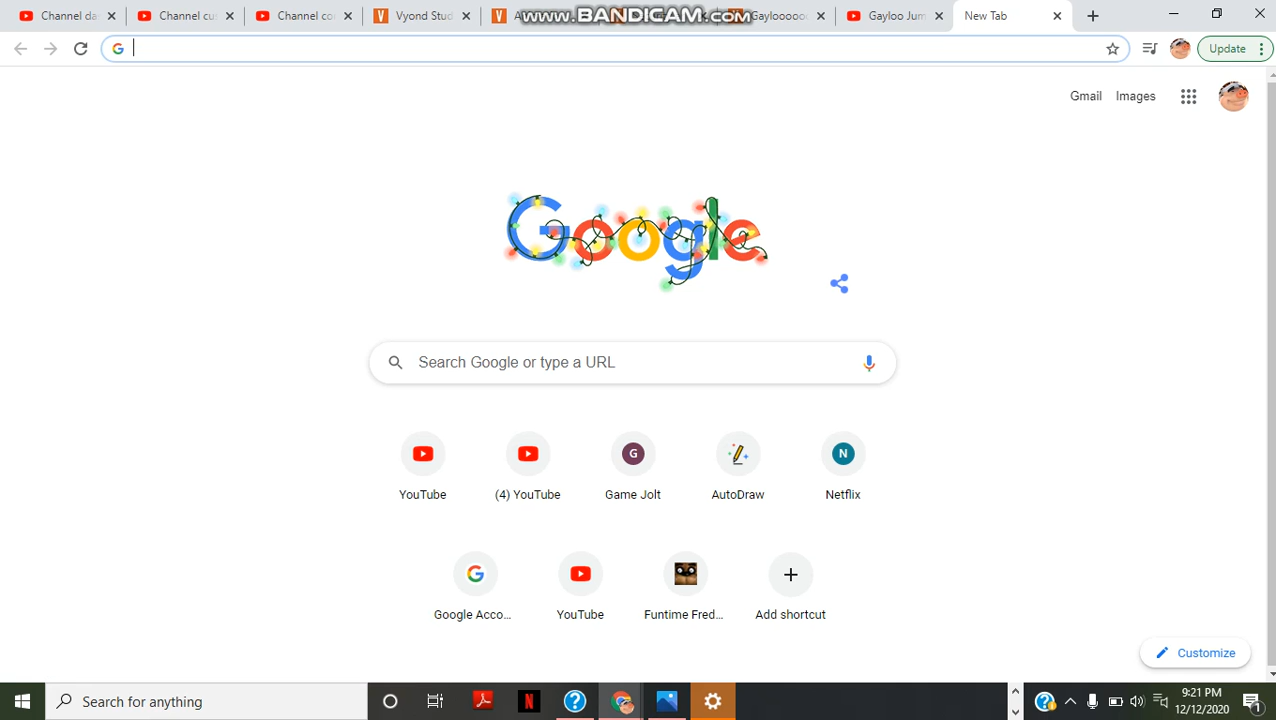 Channel da
Channel cu
Channel co
Vyond Stud
Gayloooo
Gayloo Jum
New Tab
www.BANDICAM.com
Update
Gmail
Images
Google
Search Google or type a URL
YouTube
(4) YouTube
G
Game Jolt
AutoDraw
N
Netflix
Google Acco...
YouTube
Funtime Fred...
Add shortcut
Customize
Search for anything
9:21 PM
12/12/2020
1